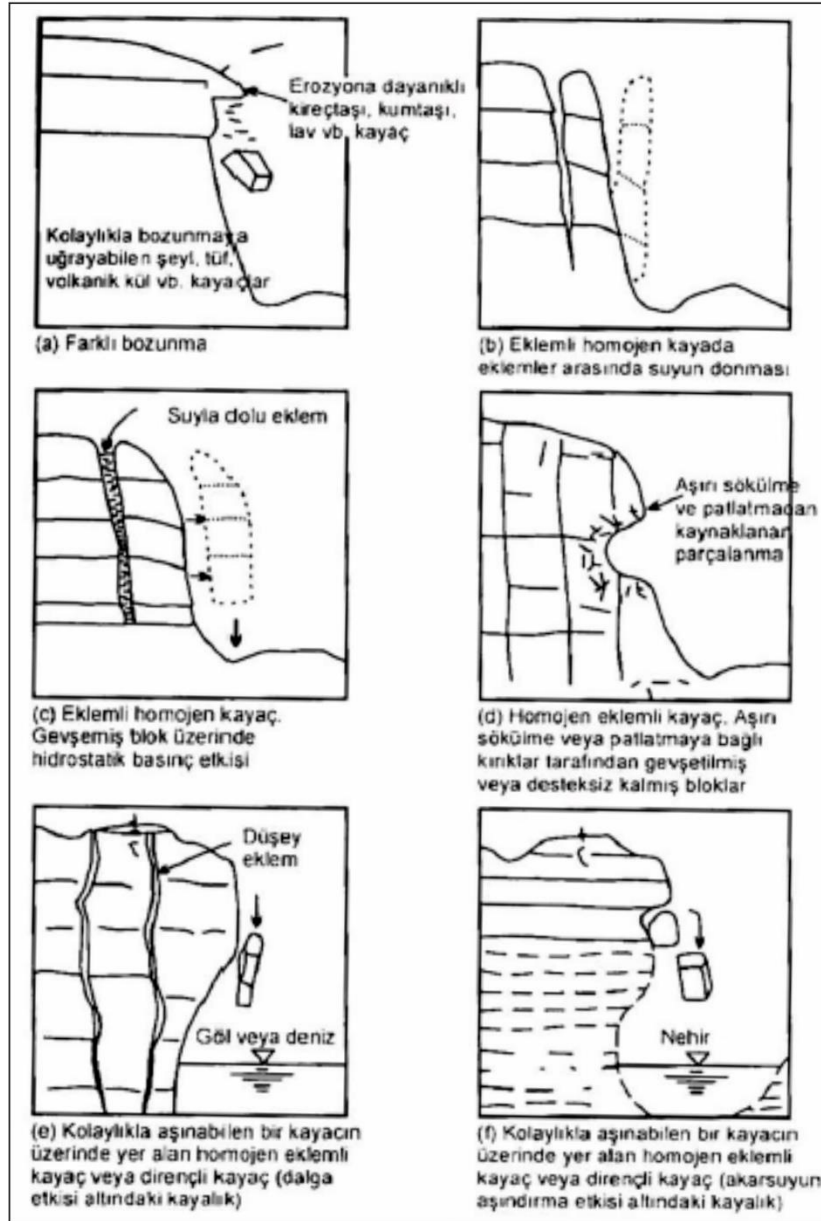 Erozyona dayanıklı
kireçtaşı, kumtaşı,
lav vb. kayaç
Kolaylıkla bozunmaya
uğrayabilen şeyl, tüf,
volkanik kül vb. kayaçlar
(a) Farklı bozunma
(b) Eklemli homojen kayada
eklemler arasında suyun donması
Suyla dolu eklem
(c) Eklemli homojen kayaç.
Gevşemiş blok üzerinde
hidrostatik basınç etkisi
Aşırı sökülme
ve patlatmadan
kaynaklanan
parçalanma
(d) Homojen eklemli kayaç. Aşırı
sökülme veya patlatmaya bağlı
kırıklar tarafından gevşetilmiş
veya desteksiz kalmış bloklar
Düşey
eklem
Göl veya deniz
(e) Kolaylıkla aşınabilen bir kayacın
üzerinde yer alan homojen eklemli
kayaç veya dirençli kayaç (dalga
etkisi altındaki kayalık)
Nehir
(f) Kolaylıkla aşınabilen bir kayacın
üzerinde yer alan homojen eklemli
kayaç veya dirençli kayaç (akarsuyun
aşındırma etkisi altındaki kayalık)